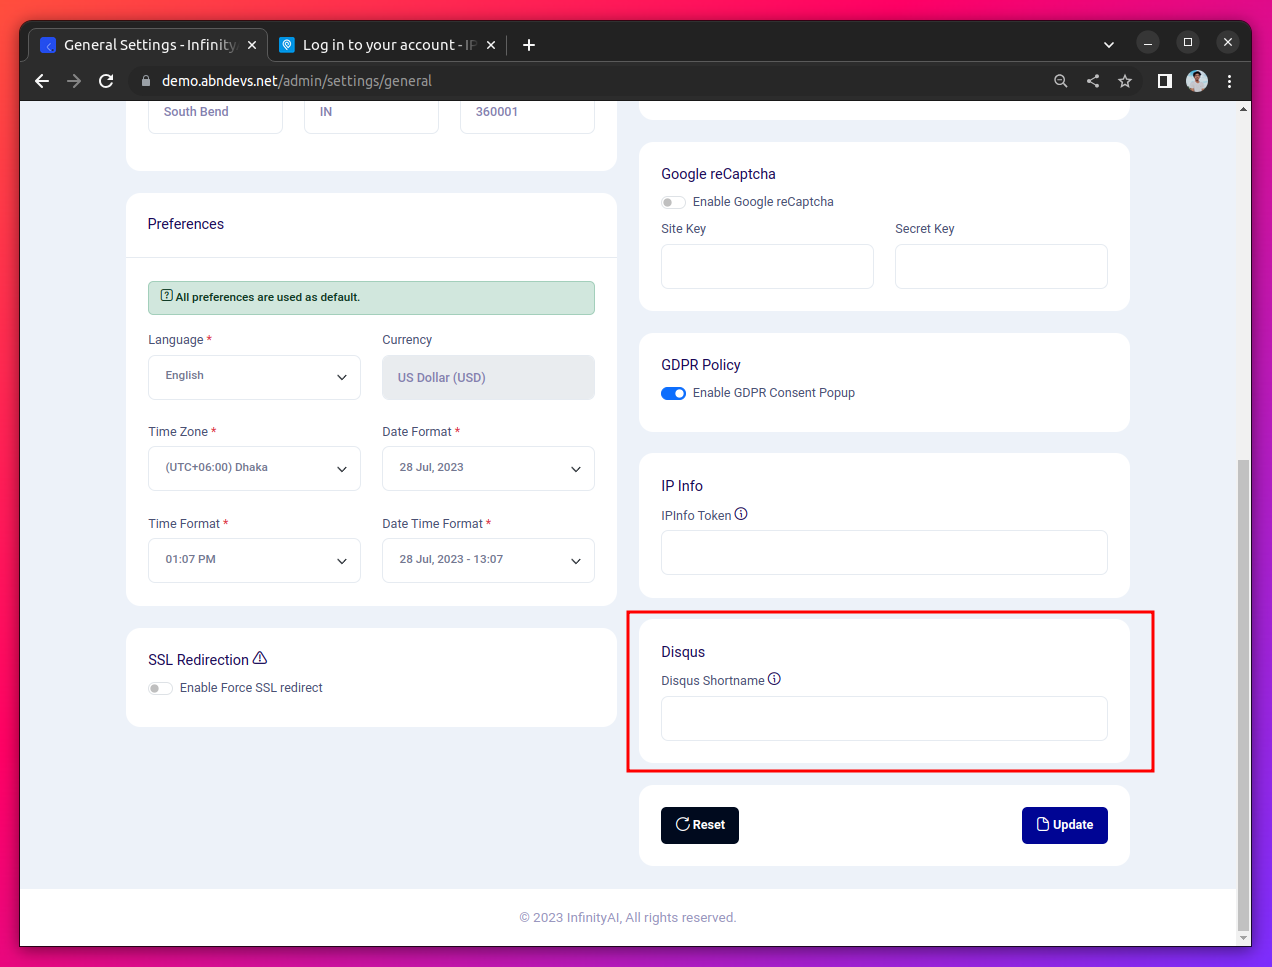 General Settings - Infinity
Log in to your account - IP
demo.abndevs.net/admin/settings/general
South Bend
IN
360001
Preferences
All preferences are used as default.
Language *
Currency
English
US Dollar (USD)
Time Zone *
Date Format *
(UTC+06:00) Dhaka
28 Jul, 2023
Time Format *
Date Time Format *
01:07 PM
28 Jul, 2023 - 13:07
SSL Redirection
Enable Force SSL redirect
Google reCaptcha
Enable Google reCaptcha
Site Key
Secret Key
GDPR Policy
Enable GDPR Consent Popup
IP Info
IPInfo Token
Disqus
Disqus Shortname
Reset
Update
© 2023 InfinityAI, All rights reserved.